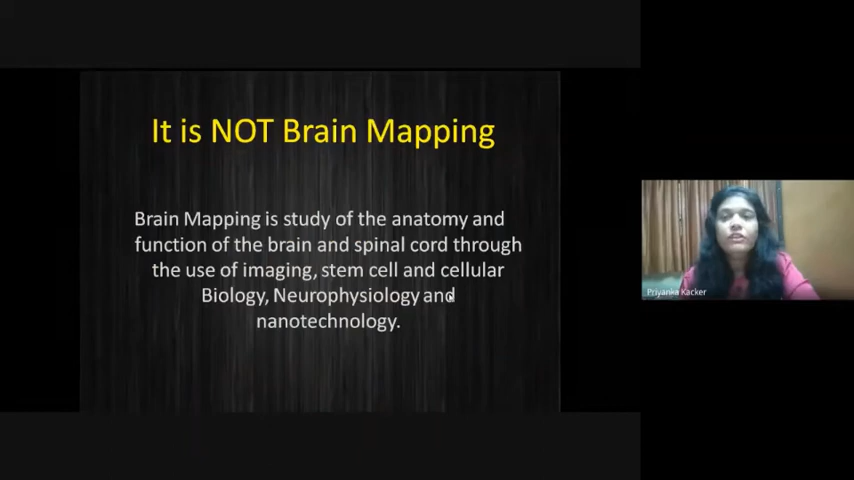 It is NOT Brain Mapping
Brain Mapping is study of the anatomy and
function of the brain and spinal cord through
the use of imaging, stem cell and cellular
Biology, Neurophysiology and
nanotechnology.
Priyanka Kacker